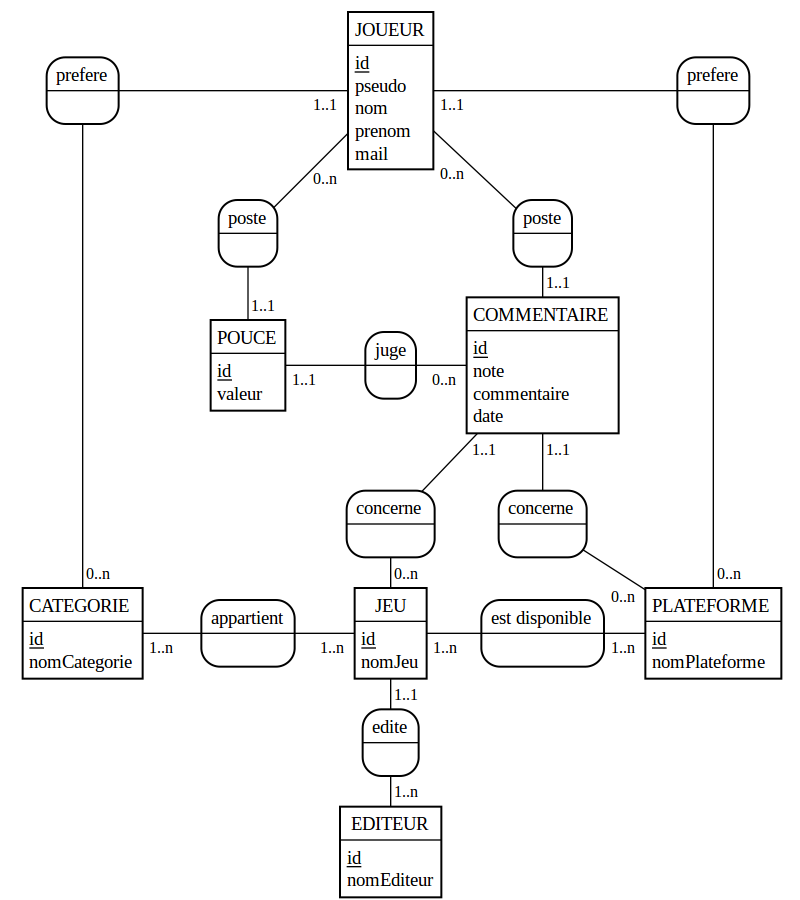 JOUEUR
id
pseudo
nom
prenom
mail
prefere
prefere
1..1
1..1
0..n
0..n
poste
poste
1..1
1..1
POUCE
id
valeur
juge
1..1
0..n
COMMENTAIRE
id
note
commentaire
date
1..1
1..1
concerne
concerne
0..n
0..n
0..n
0..n
CATEGORIE
id
nomCategorie
appartient
1..n
1..n
JEU
id
nomJeu
est disponible
1..n
1..n
PLATEFORME
id
nomPlateforme
1..1
edite
1..n
EDITEUR
id
nomEditeur